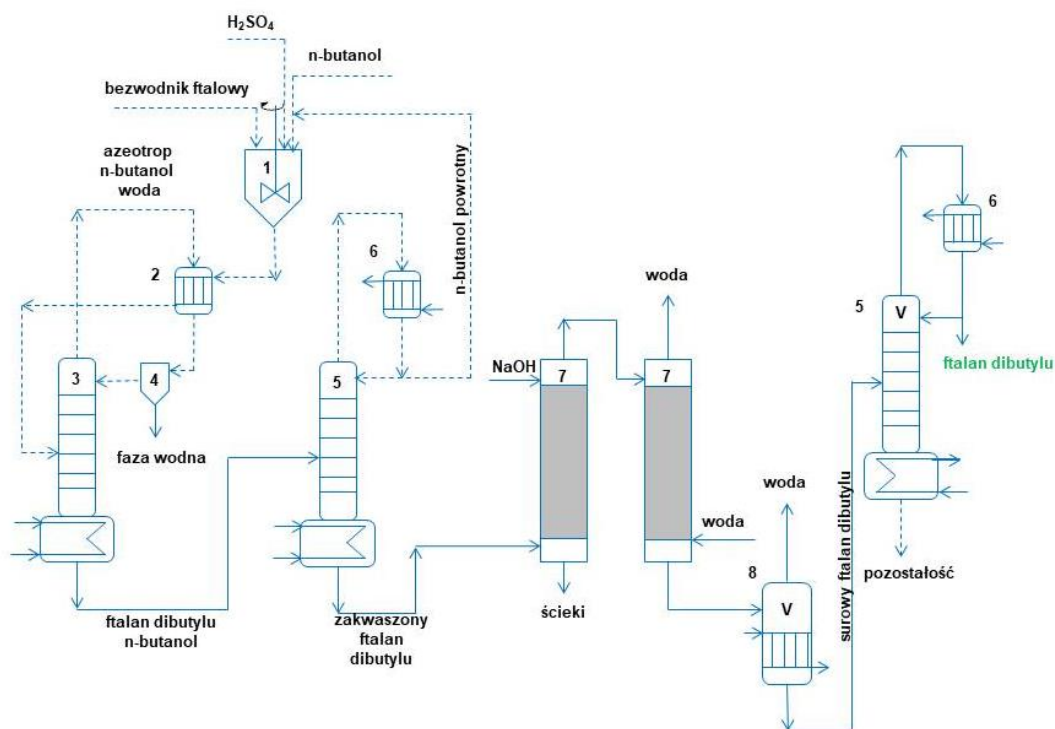 H₂SO₄
n-butanol
bezwodnik ftalowy
azeotrop
n-butanol
woda
1
n-butanol powrotny
2
6
6
3
4
5
faza wodna
NaOH
7
woda
7
woda
5
V
ftalan dibutylu
ftalan dibutylu
n-butanol
zakwaszony
ftalan
dibutylu
ścieki
8
woda
V
surowy ftalan dibutylu
pozostałość